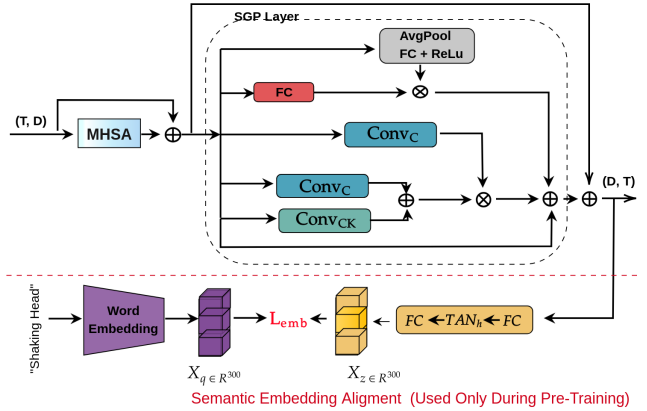 SGP Layer
AvgPool
FC + ReLu
FC
(T, D)
MHSA
Conv_C
(D, T)
Conv_C
Conv_CK
"Shaking Head"
Word
Embedding
L_emb
FC TAN_h FC
X_q ∈ R^300
X_z ∈ R^300
Semantic Embedding Aligment (Used Only During Pre-Training)